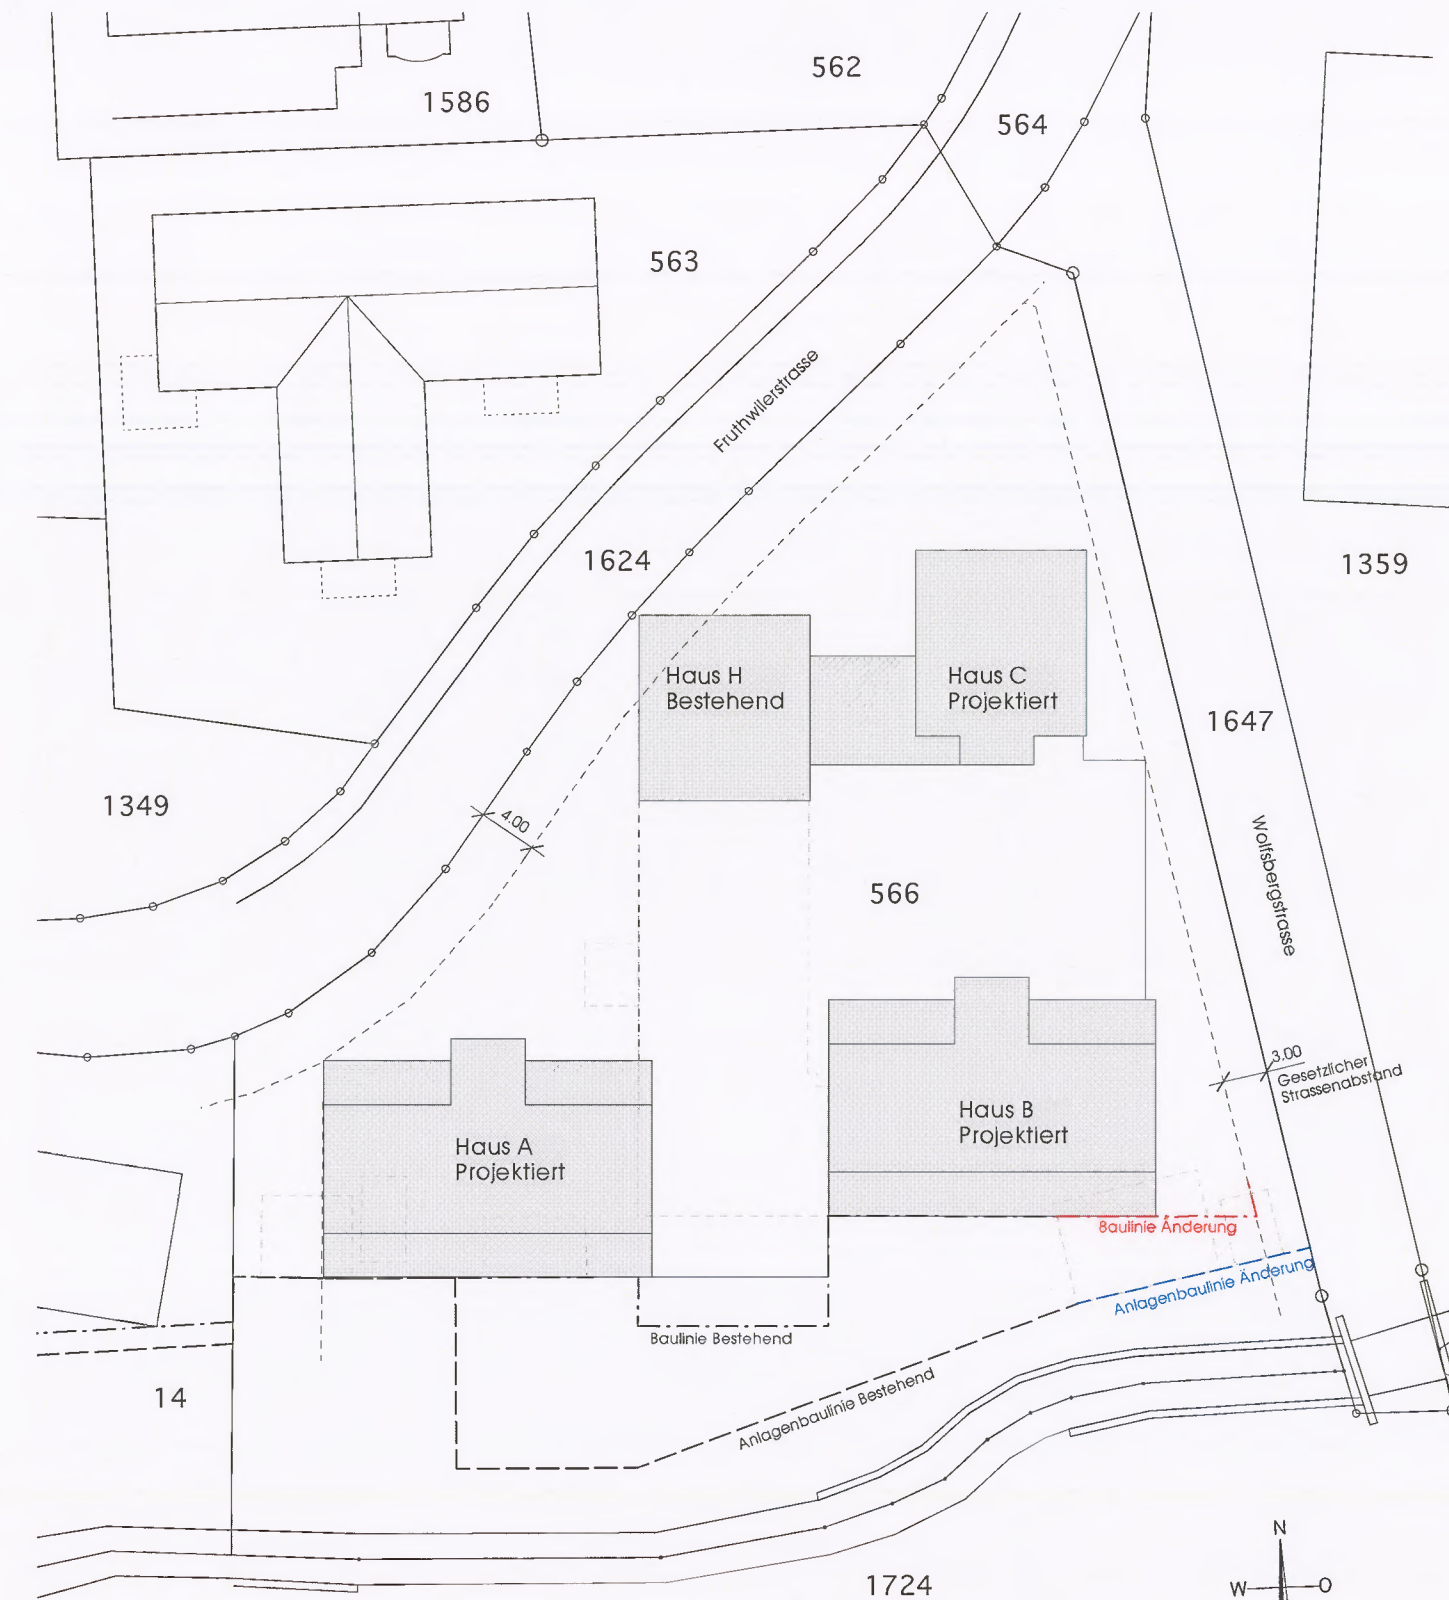 562
1586
564
563
Fruthwilerstrasse
1624
1359
Haus H
Bestehend
Haus C
Projektiert
1647
1349
4.00
Wolfsbergstrasse
566
3.00
Gesetzlicher
Strassenabstand
Haus B
Projektiert
Haus A
Projektiert
Baulinie Änderung
Anlagenbaulinie Änderung
Baulinie Bestehend
Anlagenbaulinie Bestehend
14
N
1724
W
O